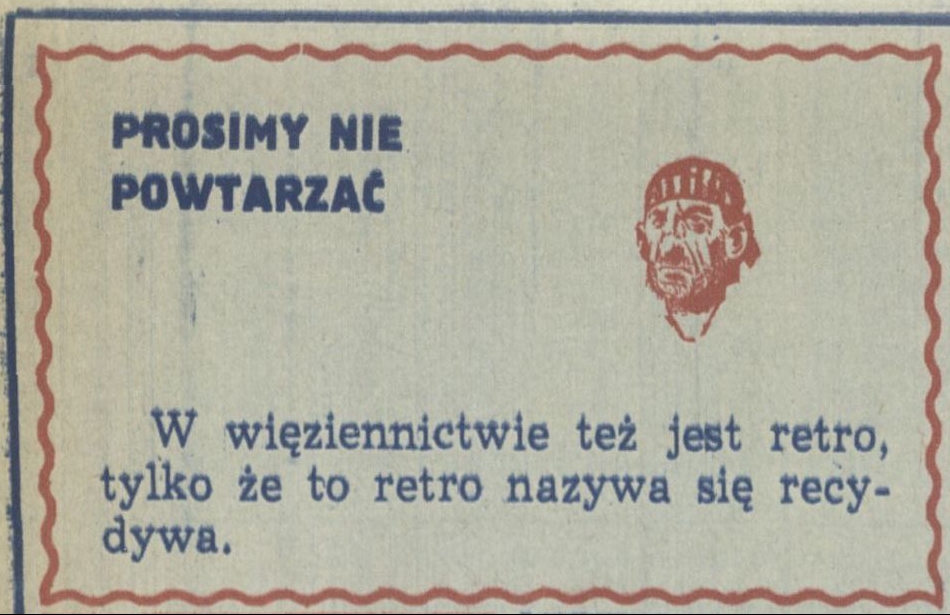 PROSIMY NIE
POWTARZAĆ
W więziennictwie też jest retro,
tylko że to retro nazywa się recy-
dywa.